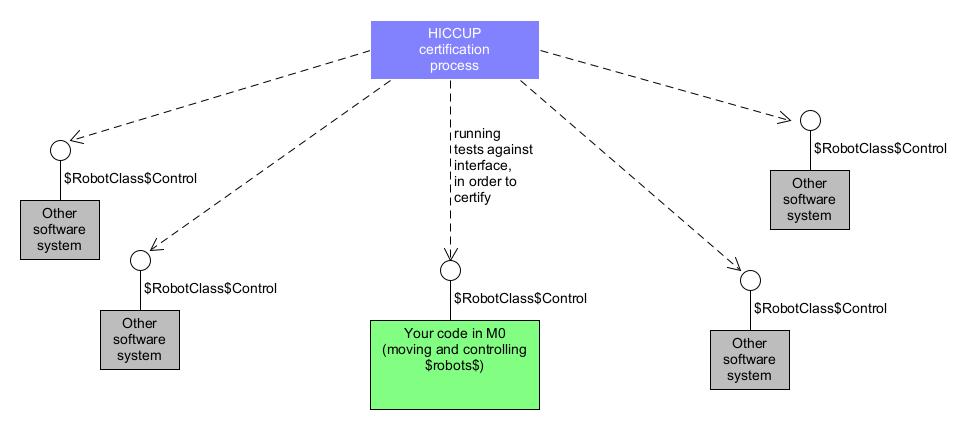 HICCUP
certification
process
running
tests against
interface,
in order to
certify
$RobotClass$Control
Other
software
system
$RobotClass$Control
Other
software
system
$RobotClass$Control
Other
software
system
$RobotClass$Control
Your code in M0
(moving and controlling
$robots$)
$RobotClass$Control
Other
software
system